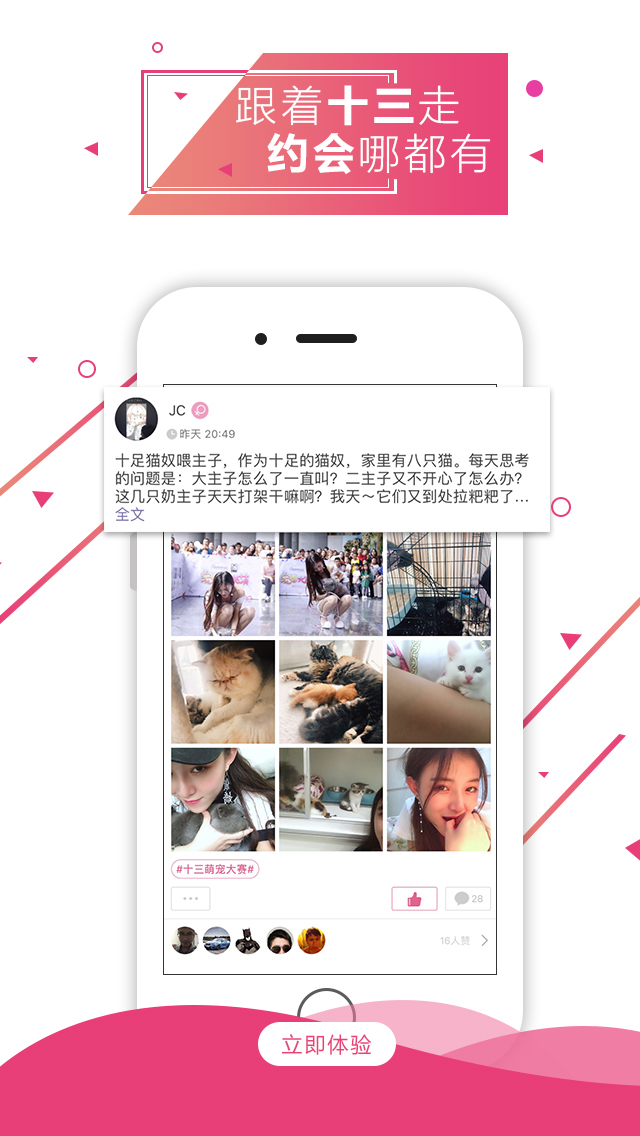 跟着十三走
约会哪都有
JC
昨天 20:49
十足猫奴喂主子，作为十足的猫奴，家里有八只猫。每天思考
的问题是：大主子怎么了一直叫？二主子又不开心了怎么办？
这几只奶主子天天打架干嘛啊？我天～它们又到处拉粑粑了...
全文
#十三萌宠大赛#
28
16人赞
立即体验